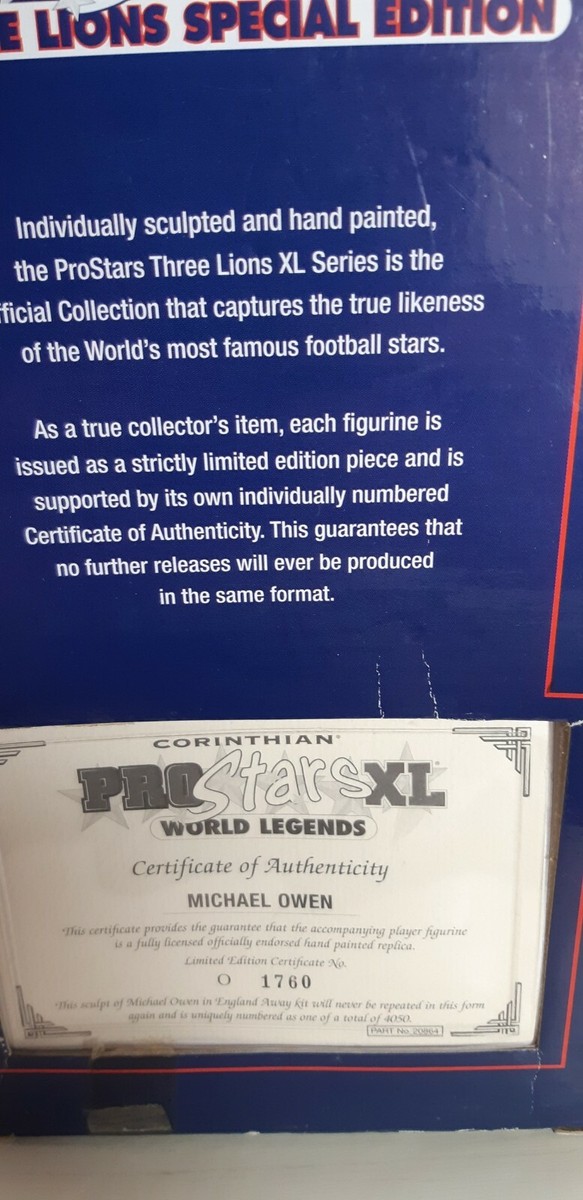 E LIONS SPECIAL EDITION
Individually sculpted and hand painted,
the ProStars Three Lions XL Series is the
fficial Collection that captures the true likeness
of the World's most famous football stars.
As a true collector's item, each figurine is
issued as a strictly limited edition piece and is
supported by its own individually numbered
Certificate of Authenticity. This guarantees that
no further releases will ever be produced
in the same format.
CORINTHIAN®
PROStarsXL
WORLD LEGENDS
Certificate of Authenticity
MICHAEL OWEN
This certificate provides the guarantee that the accompanying player figurine
is a fully licensed officially endorsed hand painted replica.
Limited Edition Certificate No.
O 1760
This sculpt of Michael Owen in England Away kit will never be repeated in this form
again and is uniquely numbered as one of a total of 4050.
PART No. 20864